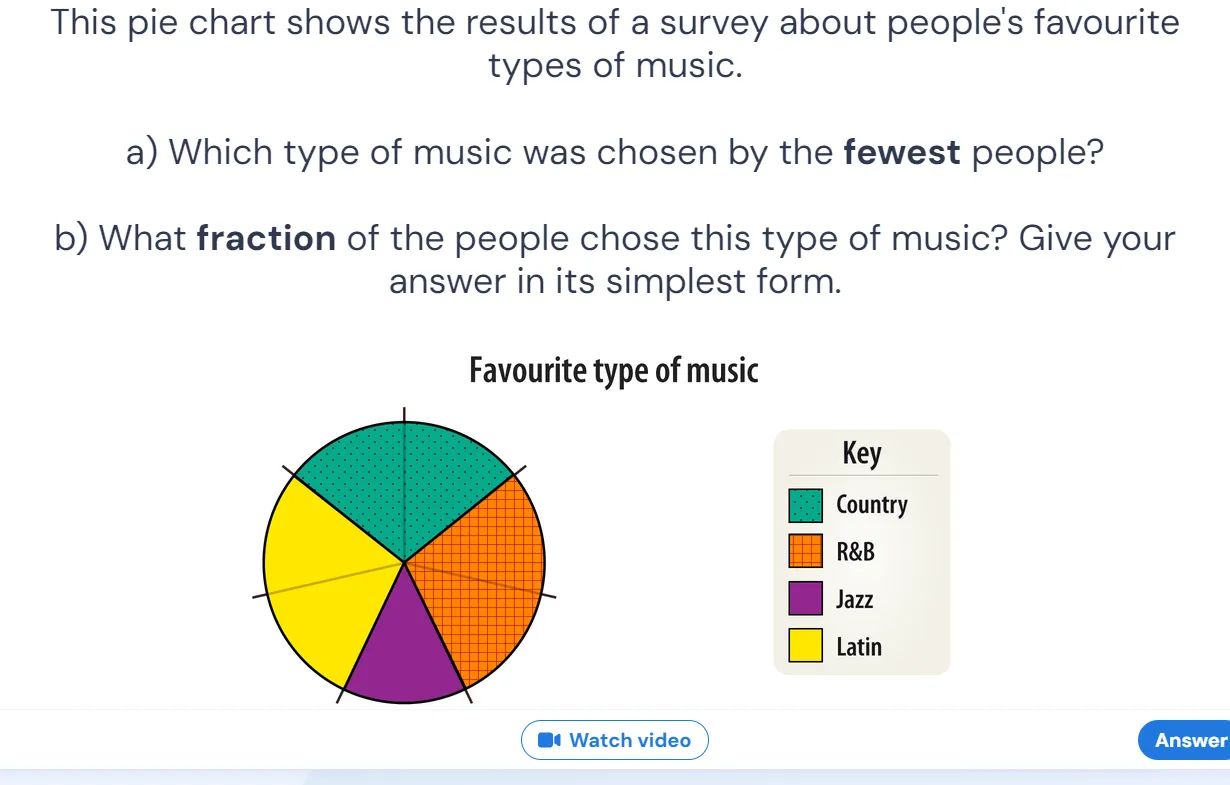 This pie chart shows the results of a survey about people's favourite
types of music.
a) Which type of music was chosen by the fewest people?
b) What fraction of the people chose this type of music? Give your
answer in its simplest form.
Favourite type of music
Key
Country
R&B
Jazz
Latin
Watch video
Answer